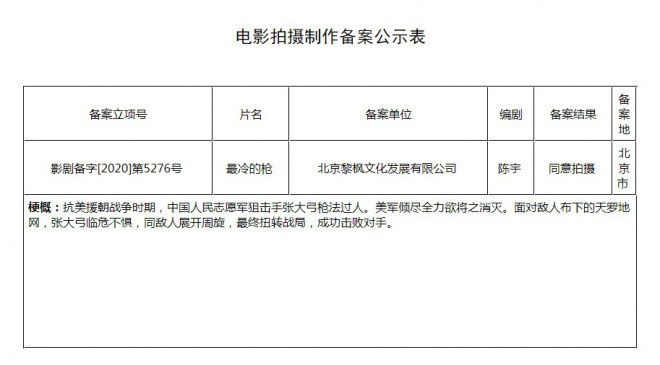 电影拍摄制作备案公示表
备案立项号 片名 备案单位 编剧 备案结果 备案地
影剧备字[2020]第5276号 最冷的枪 北京黎枫文化发展有限公司 陈宇 同意拍摄 北京市
梗慨：抗美援朝战争时期，中国人民志愿军狙击手张大弓枪法过人。美军倾尽全力欲将之消灭。面对敌人布下的天罗地
网，张大弓临危不惧，同敌人展开周旋，最终扭转战局，成功击败对手。